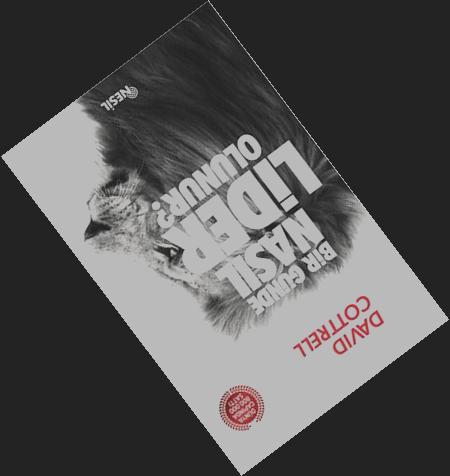 DAVID
COTTRELL
BİR GÜNDE
NASIL
LİDER
OLUNUR?
NESİL